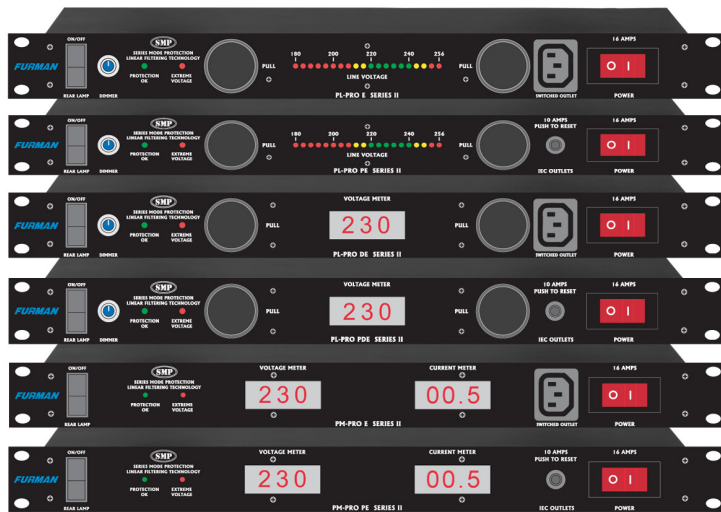 ON/OFF
FURMAN
REAR LAMP
DIMMER
SMP
SERIES MODE PROTECTION
LINEAR FILTERING TECHNOLOGY
PROTECTION OK
EXTREME VOLTAGE
PULL
180 200 220 240 256
LINE VOLTAGE
PL-PRO E SERIES II
SWITCHED OUTLET
16 AMPS
O I
POWER
ON/OFF
FURMAN
REAR LAMP
DIMMER
SMP
SERIES MODE PROTECTION
LINEAR FILTERING TECHNOLOGY
PROTECTION OK
EXTREME VOLTAGE
PULL
180 200 220 240 256
LINE VOLTAGE
PL-PRO PE SERIES II
PULL
10 AMPS
PUSH TO RESET
IEC OUTLETS
16 AMPS
O I
POWER
ON/OFF
FURMAN
REAR LAMP
DIMMER
SMP
SERIES MODE PROTECTION
LINEAR FILTERING TECHNOLOGY
PROTECTION OK
EXTREME VOLTAGE
PULL
VOLTAGE METER
230
PL-PRO DE SERIES II
PULL
SWITCHED OUTLET
16 AMPS
O I
POWER
ON/OFF
FURMAN
REAR LAMP
DIMMER
SMP
SERIES MODE PROTECTION
LINEAR FILTERING TECHNOLOGY
PROTECTION OK
EXTREME VOLTAGE
PULL
VOLTAGE METER
230
PL-PRO PDE SERIES II
PULL
10 AMPS
PUSH TO RESET
IEC OUTLETS
16 AMPS
O I
POWER
ON/OFF
FURMAN
REAR LAMP
SMP
SERIES MODE PROTECTION
LINEAR FILTERING TECHNOLOGY
PROTECTION OK
EXTREME VOLTAGE
VOLTAGE METER
230
PM-PRO E SERIES II
CURRENT METER
00.5
SWITCHED OUTLET
16 AMPS
O I
POWER
ON/OFF
FURMAN
REAR LAMP
SMP
SERIES MODE PROTECTION
LINEAR FILTERING TECHNOLOGY
PROTECTION OK
EXTREME VOLTAGE
VOLTAGE METER
230
PM-PRO PE SERIES II
CURRENT METER
00.5
10 AMPS
PUSH TO RESET
IEC OUTLETS
16 AMPS
O I
POWER